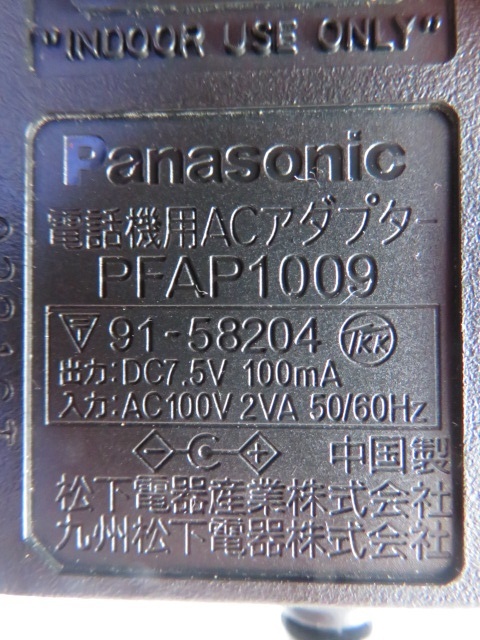 "INDOOR USE ONLY"
Panasonic
電話機用ACアダプター
PFAP1009
91-58204 TKK
出力:DC7.5V 100mA
入力:AC100V 2VA 50/60Hz
中国製
松下電器産業株式会社
九州松下電器株式会社